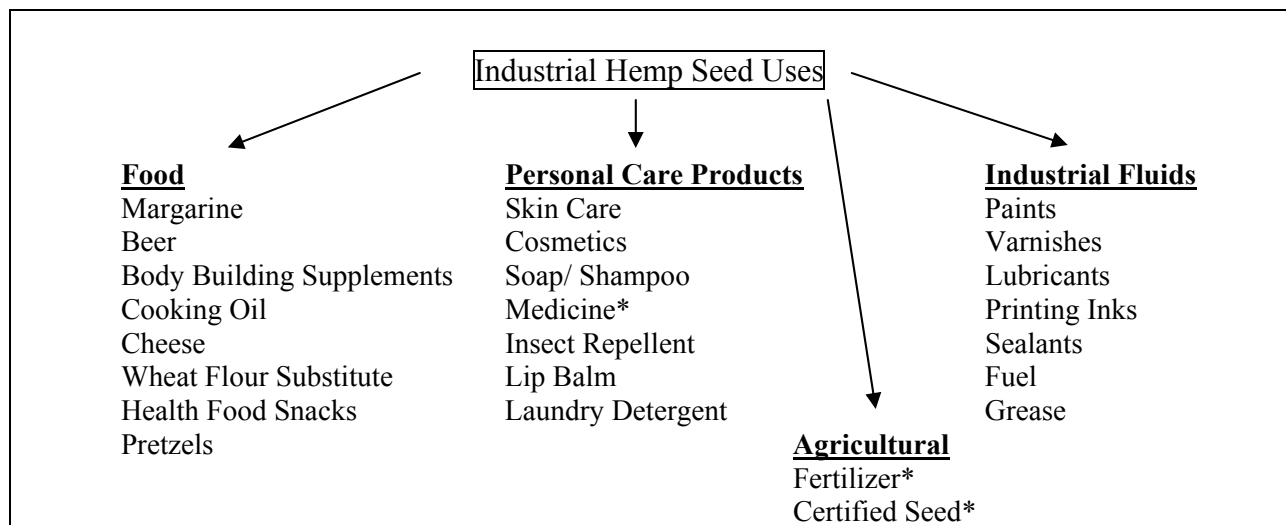 Industrial Hemp Seed Uses
Food
Margarine
Beer
Body Building Supplements
Cooking Oil
Cheese
Wheat Flour Substitute
Health Food Snacks
Pretzels
Personal Care Products
Skin Care
Cosmetics
Soap/ Shampoo
Medicine*
Insect Repellent
Lip Balm
Laundry Detergent
Agricultural
Fertilizer*
Certified Seed*
Industrial Fluids
Paints
Varnishes
Lubricants
Printing Inks
Sealants
Fuel
Grease